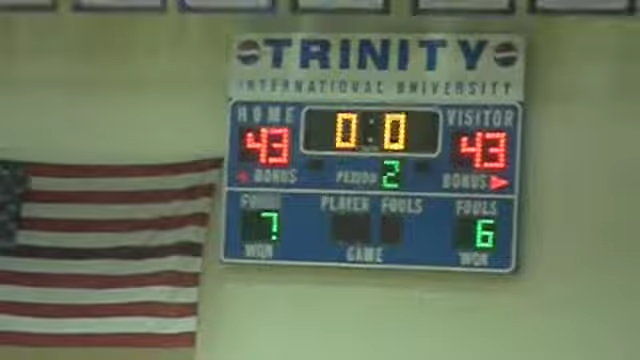 TRINITY
INTERNATIONAL UNIVERSITY
HOME 0:0 VISITOR
43 43
BONUS PERIOD 2 BONUS
FOULS PLAYER FOULS FOULS
7 6
WON GAME WON